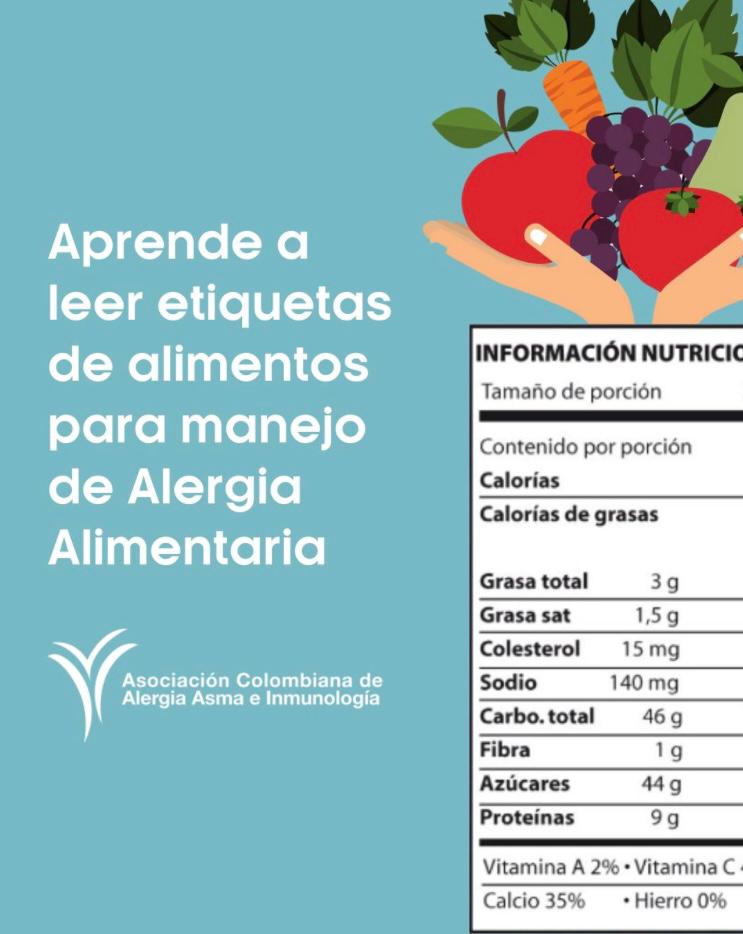 Aprende a
leer etiquetas
de alimentos
para manejo
de Alergia
Alimentaria
Asociación Colombiana de
Alergia Asma e Inmunología
INFORMACIÓN
Tamaño de porción
Contenido por porción
Calorías
Calorías de grasas
Grasa total 3 g
Grasa sat 1,5 g
Colesterol 15 mg
Sodio 140 mg
Carbo. total 46 g
Fibra 1 g
Azúcares 44 g
Proteínas 9 g
Vitamina A 2% • Vitamina C
Calcio 35% • Hierro 0%